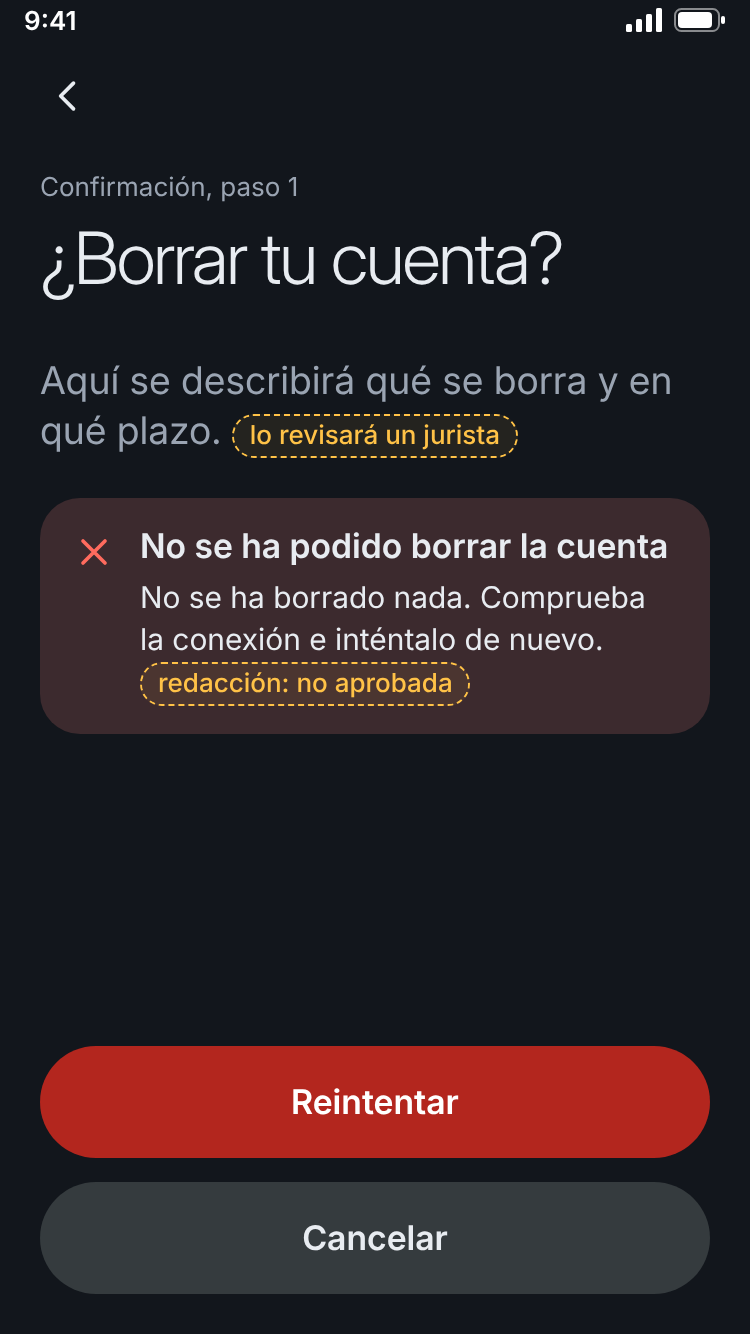 9:41
Confirmación, paso 1
¿Borrar tu cuenta?
Aquí se describirá qué se borra y en
qué plazo. lo revisará un jurista
No se ha podido borrar la cuenta
No se ha borrado nada. Comprueba
la conexión e inténtalo de nuevo.
redacción: no aprobada
Reintentar
Cancelar